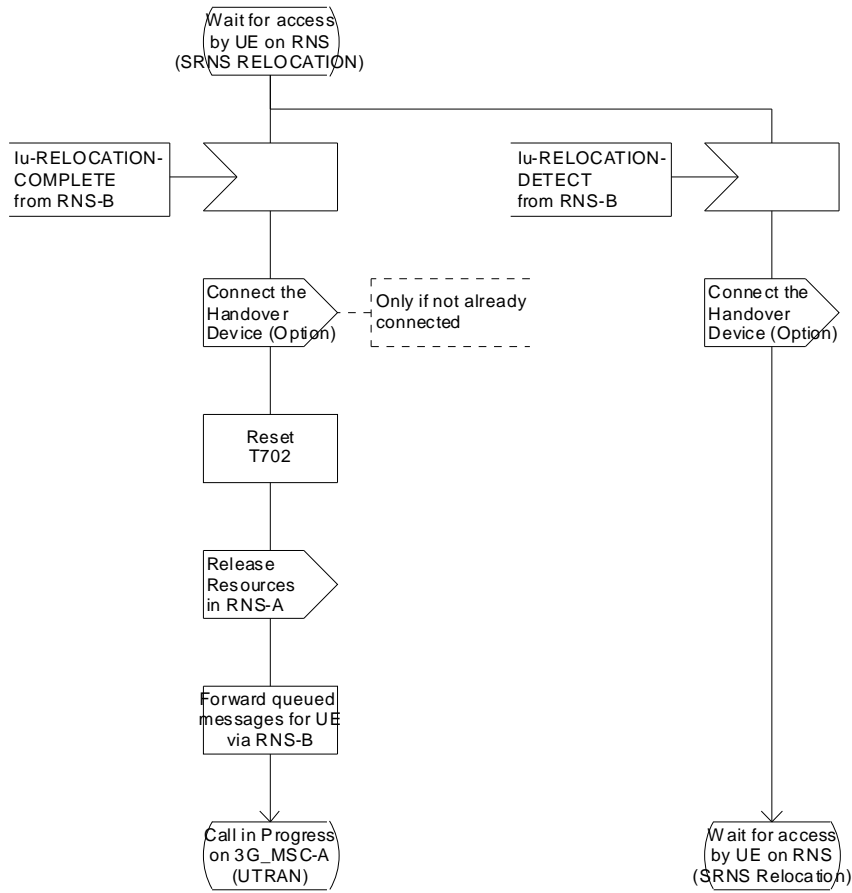 Wait for access
by UE on RNS
(SRNS RELOCATION)
Iu-RELOCATION-
COMPLETE
from RNS-B
Iu-RELOCATION-
DETECT
from RNS-B
Connect the
Handover
Device (Option)
Only if not already
connected
Connect the
Handover
Device (Option)
Reset
T702
Release
Resources
in RNS-A
Forward queued
messages for UE
via RNS-B
Call in Progress
on 3G_MSC-A
(UTRAN)
Wait for access
by UE on RNS
(SRNS Relocation)